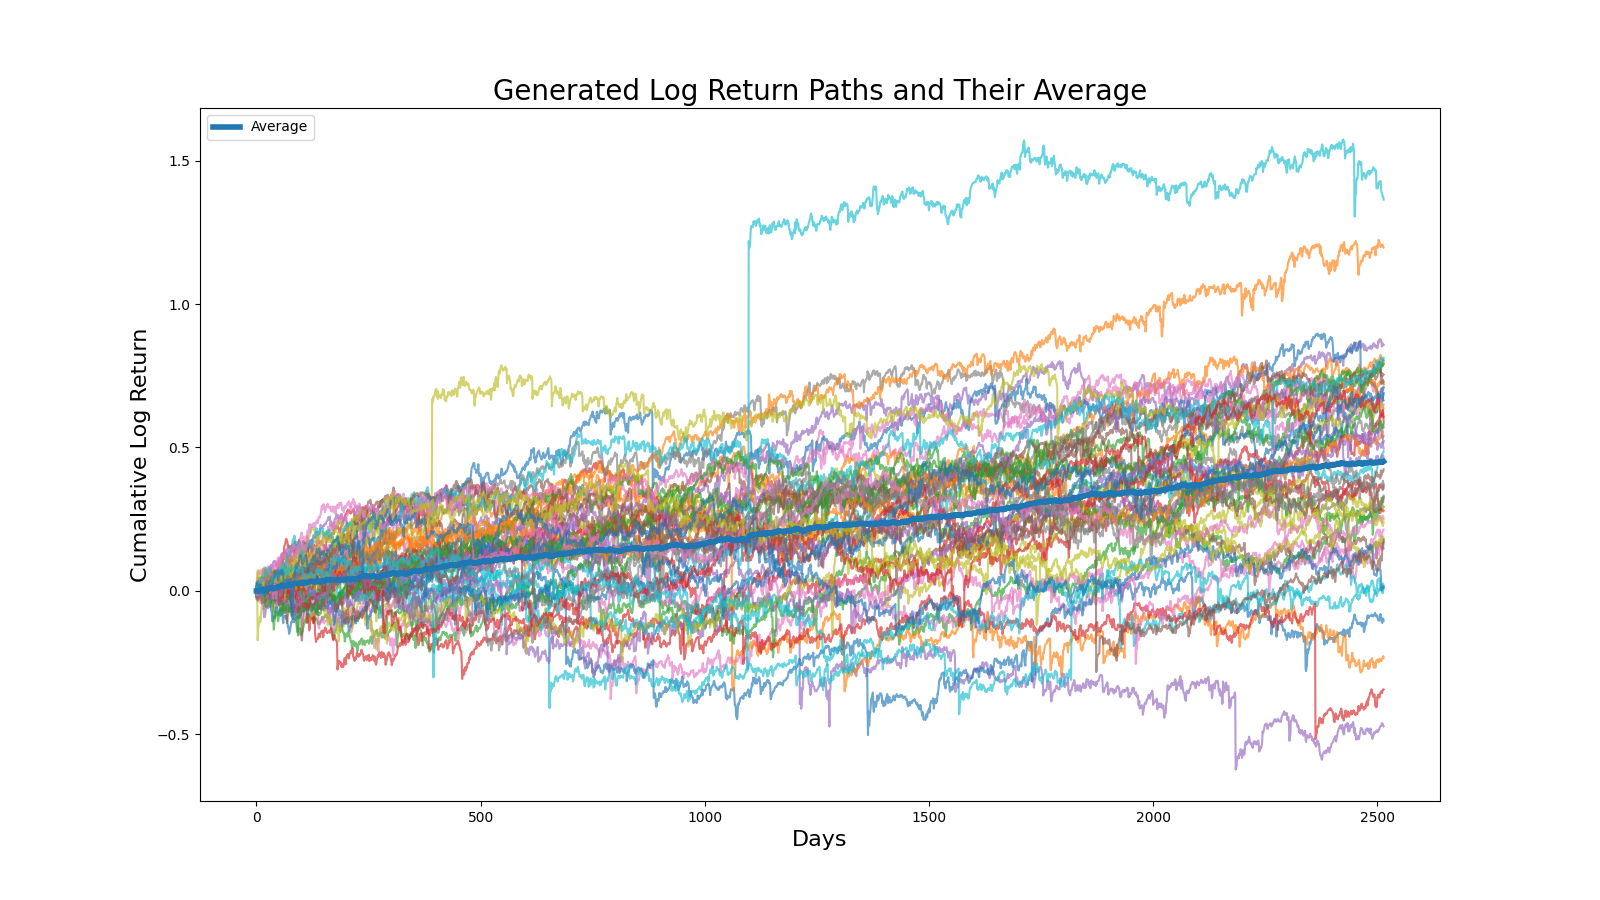 Generated Log Return Paths and Their Average
Average
Cumalative Log Return
1.5
1.0
0.5
0.0
−0.5
0 500 1000 1500 2000 2500
Days